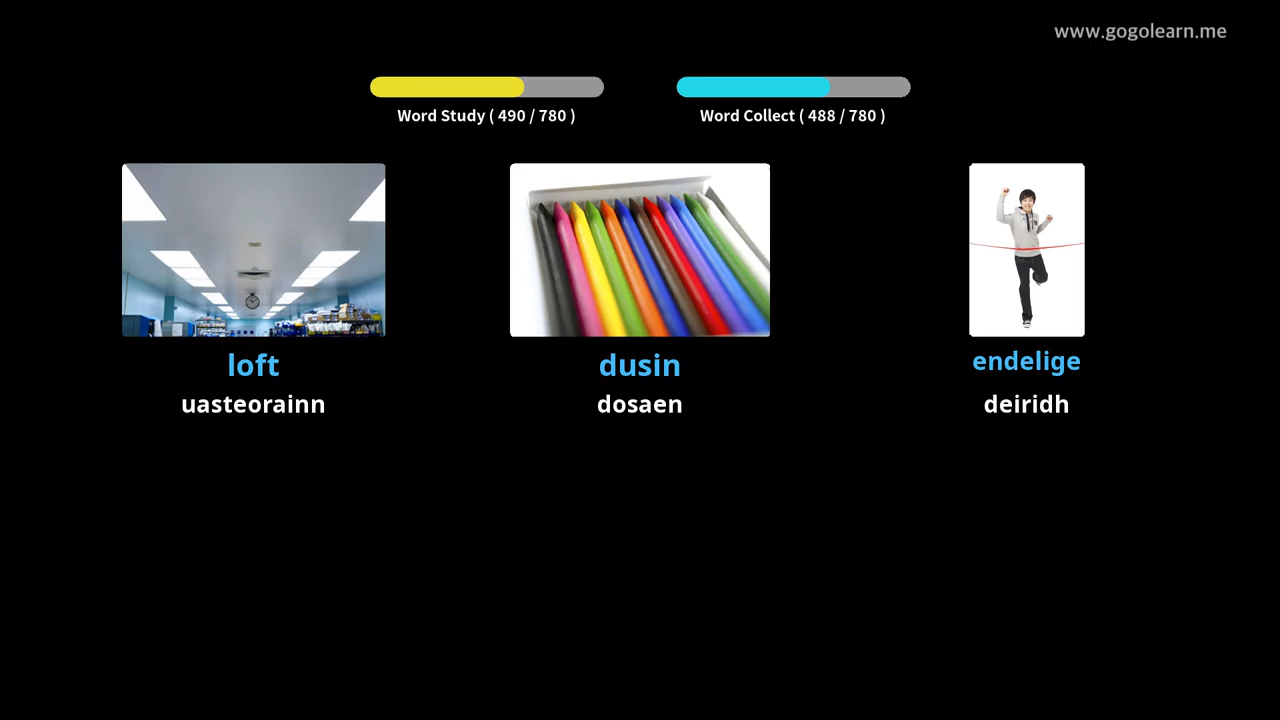 www.gogolearn.me
Word Study ( 490 / 780 )
Word Collect ( 488 / 780 )
loft
dusin
endelige
uasteorainn
dosaen
deiridh